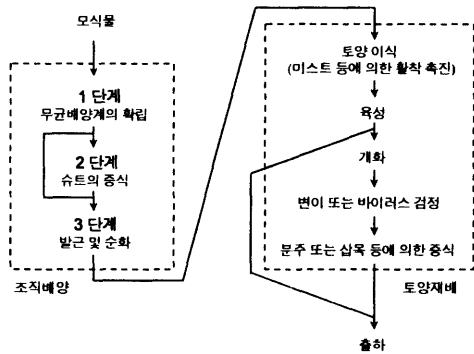 모식물
1 단계
무균배양계의 확립
2 단계
슈트의 증식
3 단계
발근 및 순화
조직배양
토양 이식
(미스트 등에 의한 활착 촉진)
육성
개화
변이 또는 바이러스 검정
분주 또는 삽목 등에 의한 증식
토양재배
출하